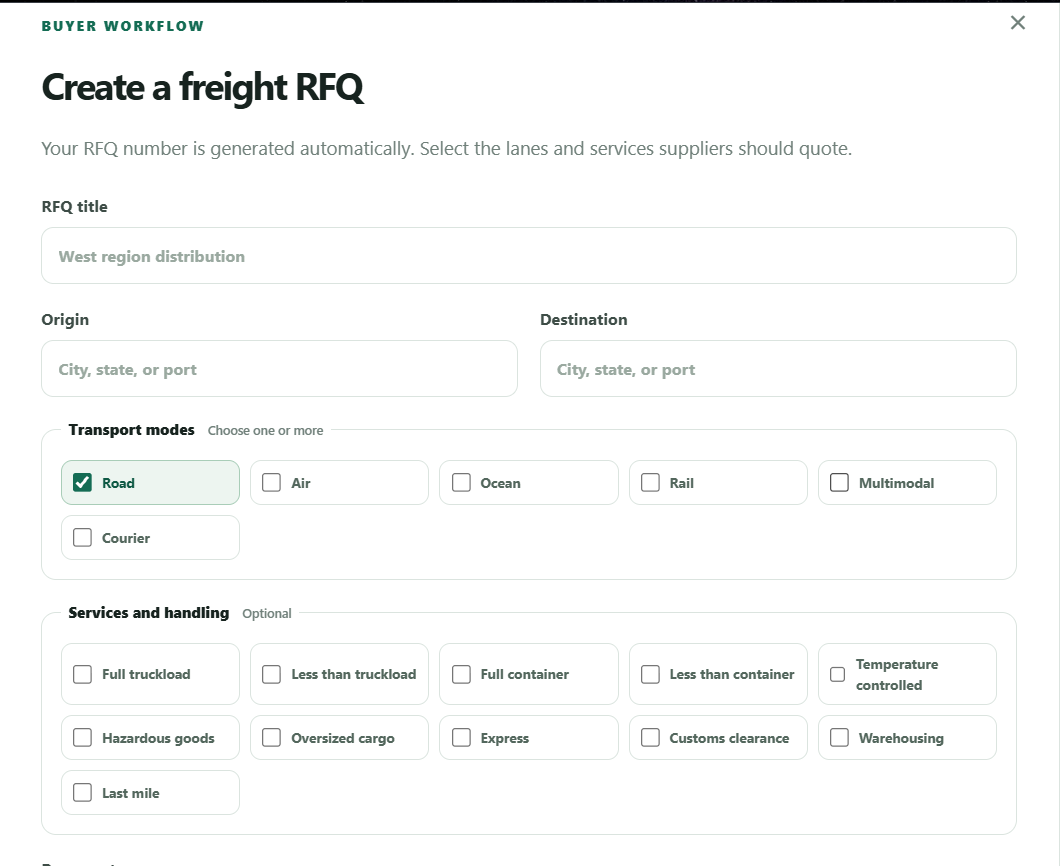 BUYER WORKFLOW
Create a freight RFQ
Your RFQ number is generated automatically. Select the lanes and services suppliers should quote.
RFQ title
West region distribution
Origin
Destination
City, state, or port
City, state, or port
Transport modes Choose one or more
Road
Air
Ocean
Rail
Multimodal
Courier
Services and handling Optional
Full truckload
Less than truckload
Full container
Less than container
Temperature
controlled
Hazardous goods
Oversized cargo
Express
Customs clearance
Warehousing
Last mile